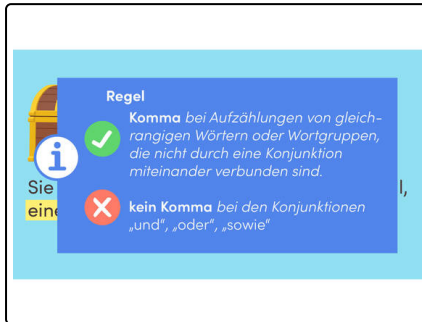 Regel
Komma bei Aufzählungen von gleich-
rangigen Wörtern oder Wortgruppen,
die nicht durch eine Konjunktion
miteinander verbunden sind.
kein Komma bei den Konjunktionen
„und", „oder", „sowie"
Sie